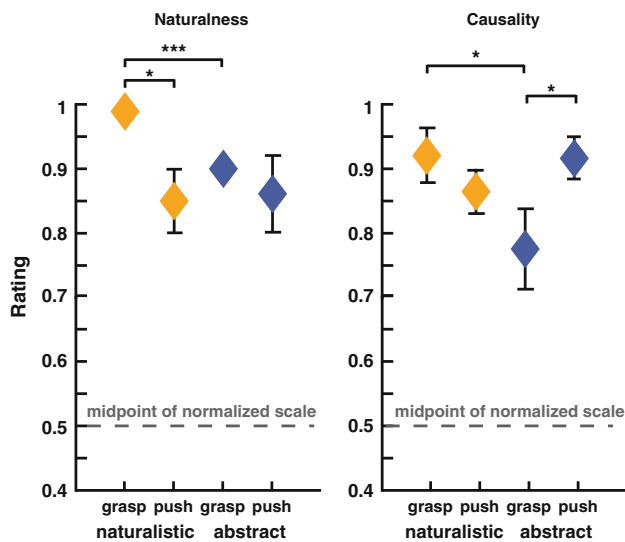 Naturalness
***
*
Rating
1
0.9
0.8
0.7
0.6
0.5
0.4
midpoint of normalized scale
grasp push grasp push
naturalistic abstract
Causality
*
*
1
0.9
0.8
0.7
0.6
0.5
0.4
midpoint of normalized scale
grasp push grasp push
naturalistic abstract